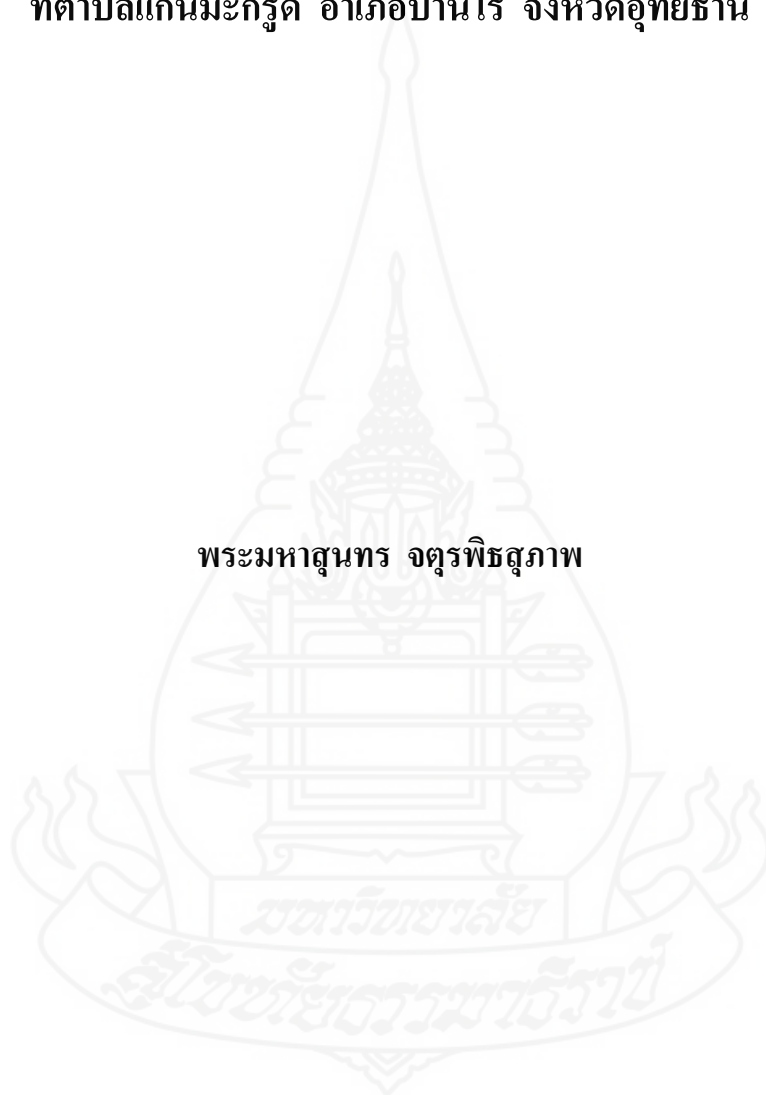 ที่ตำบลแก่นมะกรูด อำเภอบ้านไร่ จังหวัดอุทัยธานี
พระมหาสุนทร จตุรพิธสุภาพ
มหาวิทยาลัย
สุโขทัยธรรมาธิราช